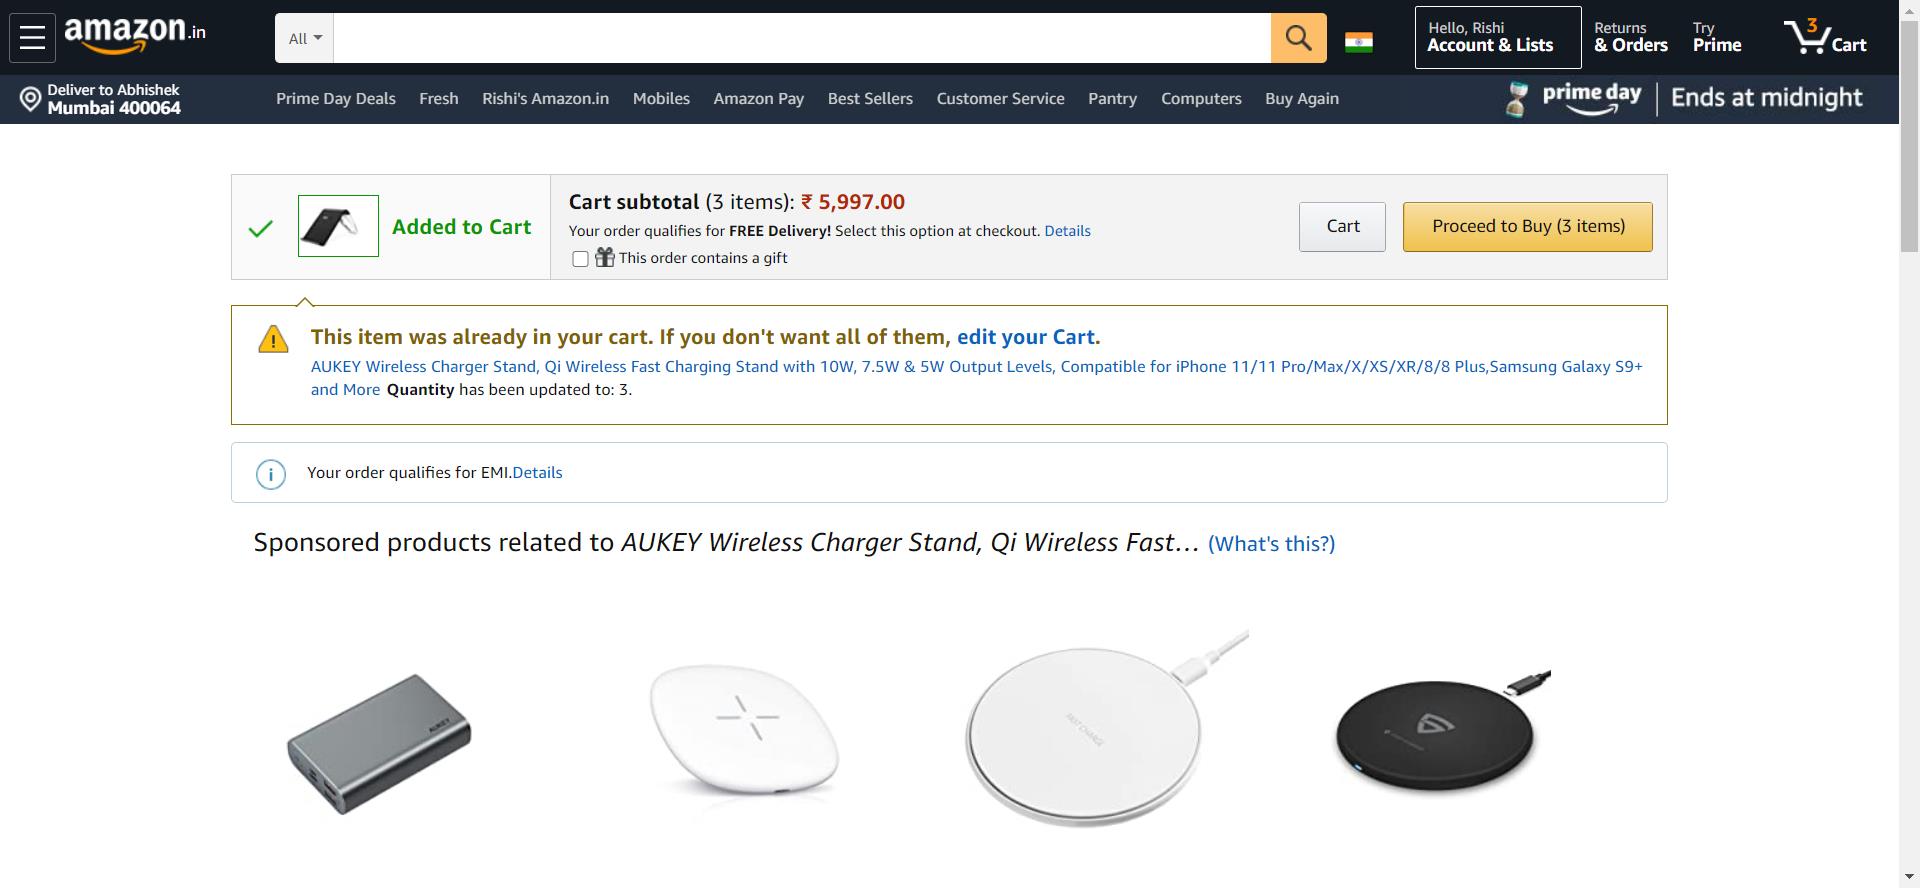 amazon.in
All
Hello, Rishi
Account & Lists
Returns
& Orders
Try
Prime
3
Cart
Deliver to Abhishek
Mumbai 400064
Prime Day Deals
Fresh
Rishi's Amazon.in
Mobiles
Amazon Pay
Best Sellers
Customer Service
Pantry
Computers
Buy Again
prime day
Ends at midnight
Added to Cart
Cart subtotal (3 items): ₹ 5,997.00
Your order qualifies for FREE Delivery! Select this option at checkout. Details
This order contains a gift
Cart
Proceed to Buy (3 items)
This item was already in your cart. If you don't want all of them, edit your Cart.
AUKEY Wireless Charger Stand, Qi Wireless Fast Charging Stand with 10W, 7.5W & 5W Output Levels, Compatible for iPhone 11/11 Pro/Max/X/XS/XR/8/8 Plus,Samsung Galaxy S9+
and More Quantity has been updated to: 3.
Your order qualifies for EMI.Details
Sponsored products related to AUKEY Wireless Charger Stand, Qi Wireless Fast… (What's this?)
AUKEY
FAST CHARGE